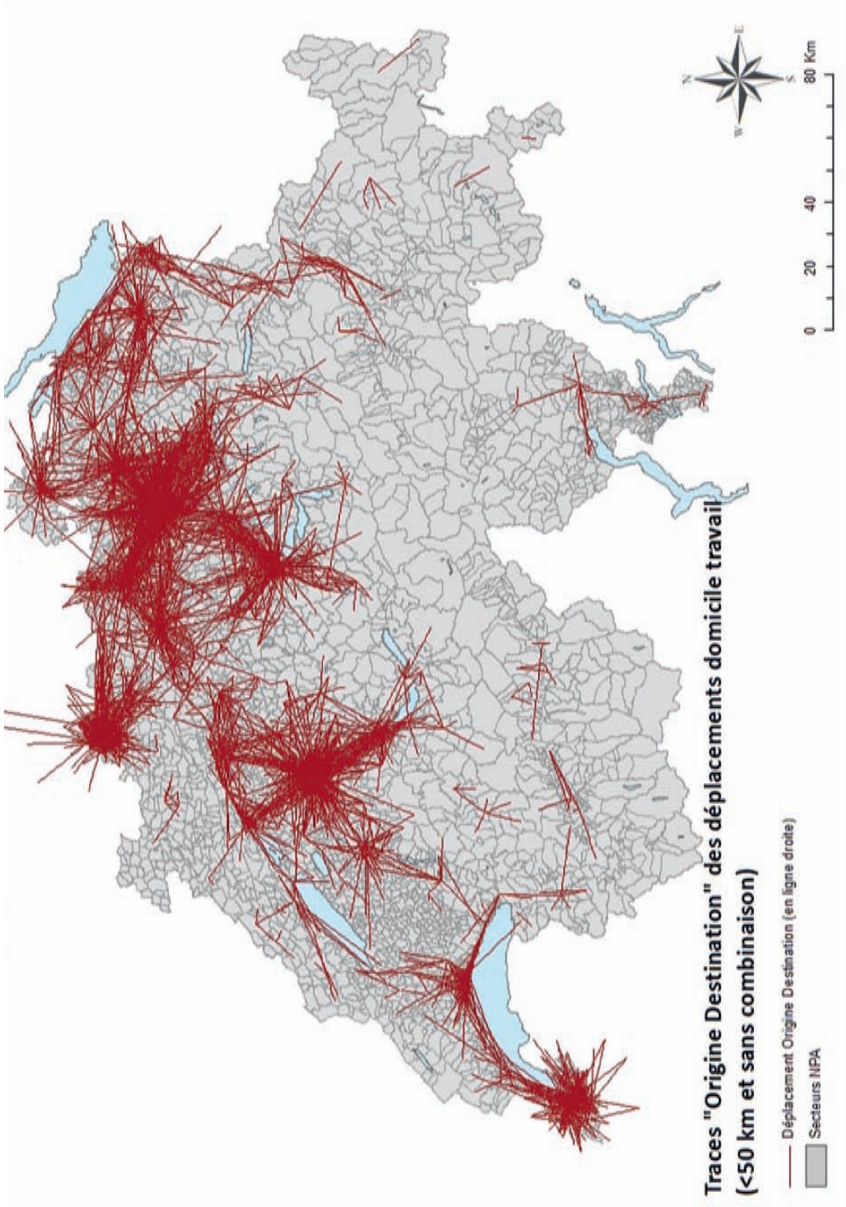 N
W
E
S
0
20
40
80 Km
Traces "Origine Destination" des déplacements domicile travail
(<50 km et sans combinaison)
Déplacement Origine Destination (en ligne droite)
Secteurs NPA